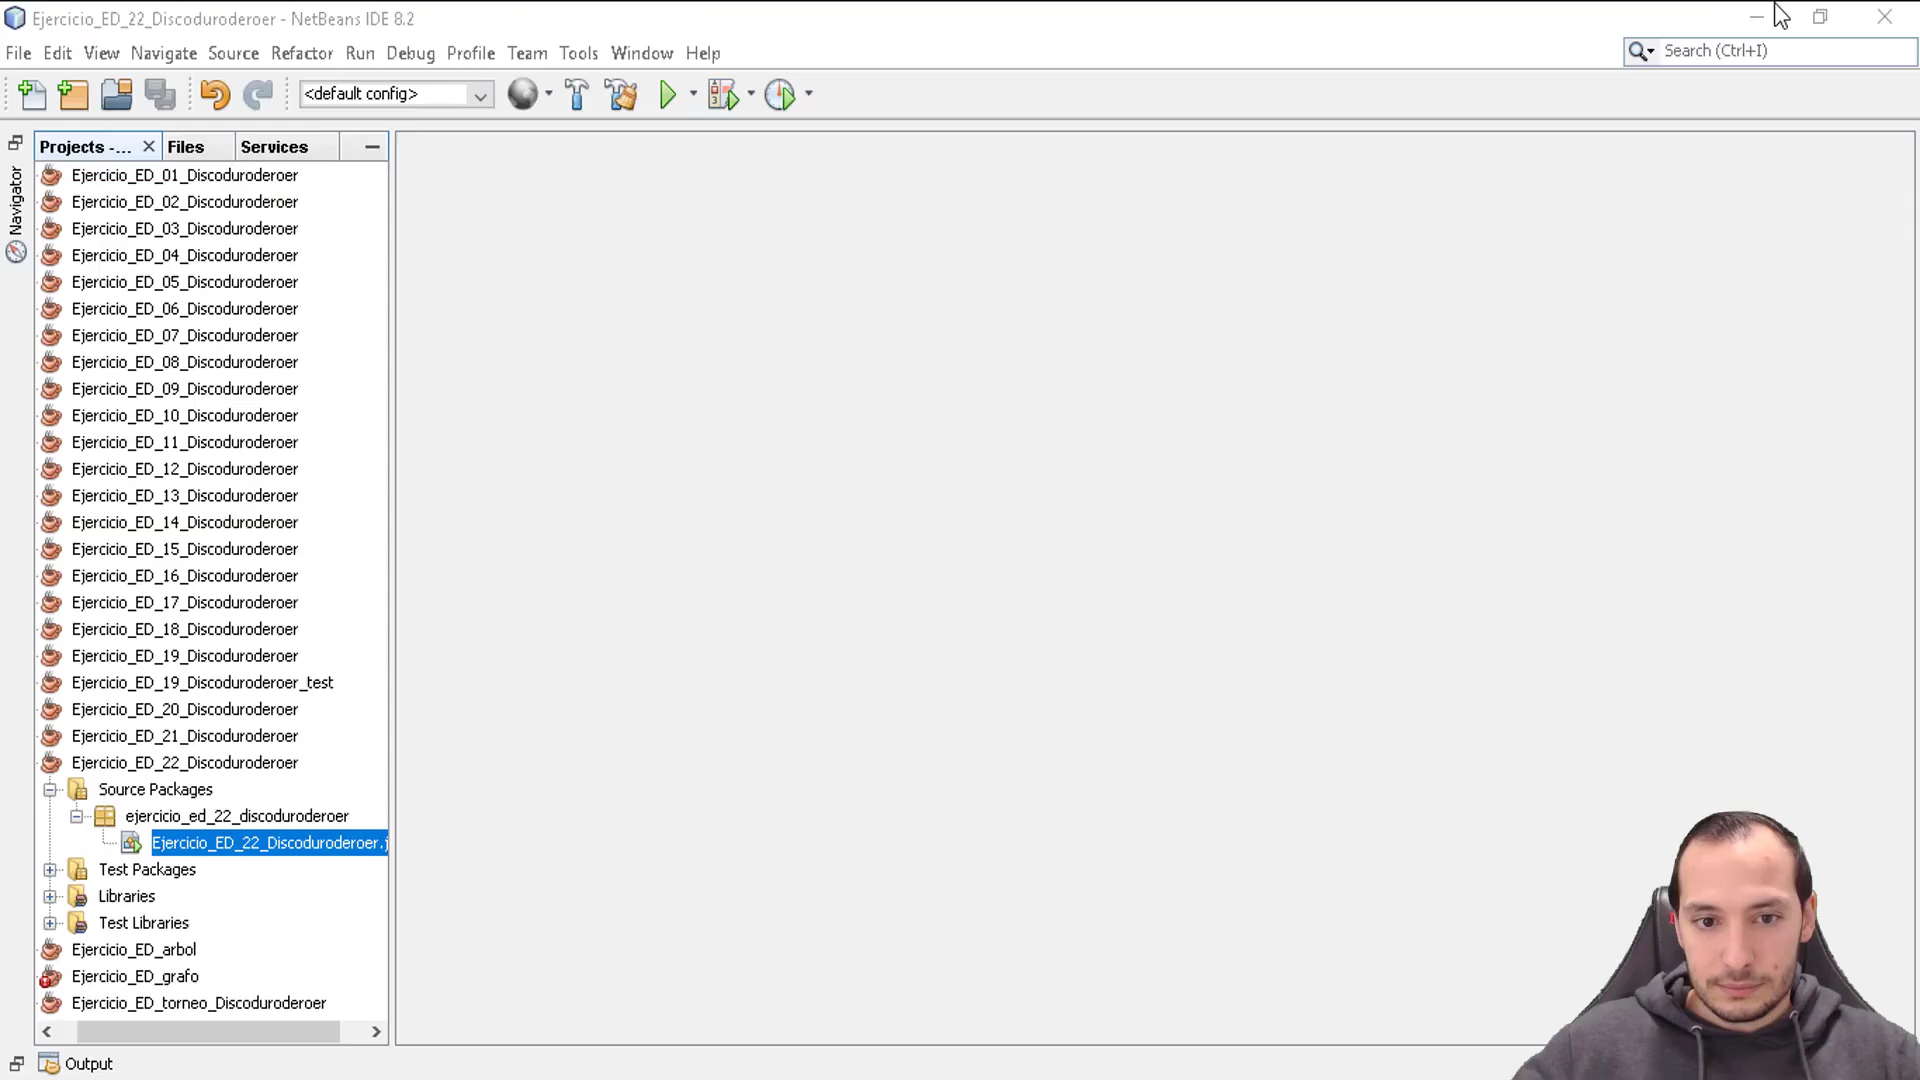 Ejercicio_ED_22_Discoduroderoer - NetBeans IDE 8.2
File Edit View Navigate Source Refactor Run Debug Profile Team Tools Window Help
Search (Ctrl+I)
<default config>
Projects -... Files Services
Navigator
Ejercicio_ED_01_Discoduroderoer
Ejercicio_ED_02_Discoduroderoer
Ejercicio_ED_03_Discoduroderoer
Ejercicio_ED_04_Discoduroderoer
Ejercicio_ED_05_Discoduroderoer
Ejercicio_ED_06_Discoduroderoer
Ejercicio_ED_07_Discoduroderoer
Ejercicio_ED_08_Discoduroderoer
Ejercicio_ED_09_Discoduroderoer
Ejercicio_ED_10_Discoduroderoer
Ejercicio_ED_11_Discoduroderoer
Ejercicio_ED_12_Discoduroderoer
Ejercicio_ED_13_Discoduroderoer
Ejercicio_ED_14_Discoduroderoer
Ejercicio_ED_15_Discoduroderoer
Ejercicio_ED_16_Discoduroderoer
Ejercicio_ED_17_Discoduroderoer
Ejercicio_ED_18_Discoduroderoer
Ejercicio_ED_19_Discoduroderoer
Ejercicio_ED_19_Discoduroderoer_test
Ejercicio_ED_20_Discoduroderoer
Ejercicio_ED_21_Discoduroderoer
Ejercicio_ED_22_Discoduroderoer
Source Packages
ejercicio_ed_22_discoduroderoer
Ejercicio_ED_22_Discoduroderoer.j
Test Packages
Libraries
Test Libraries
Ejercicio_ED_arbol
Ejercicio_ED_grafo
Ejercicio_ED_torneo_Discoduroderoer
Output